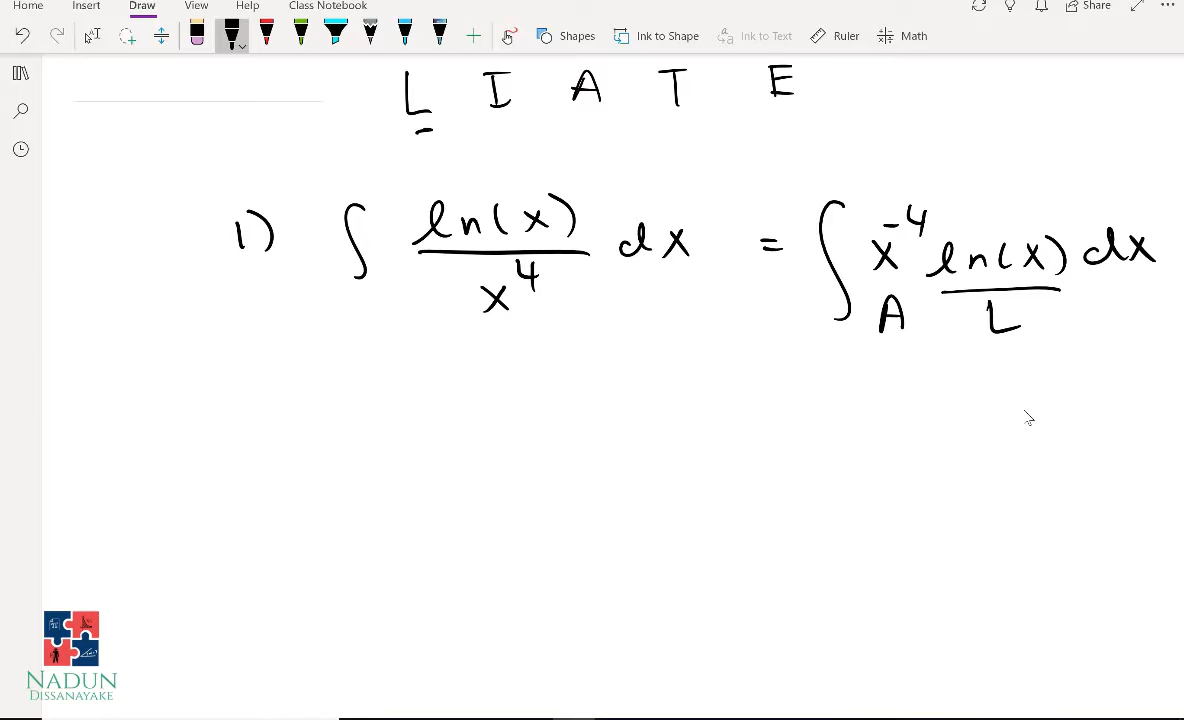 Home Insert Draw View Help Class Notebook Share
Shapes Ink to Shape Ink to Text Ruler Math
L I A T E
1) ∫ ln(x)/x⁴ dx = ∫ x⁻⁴ ln(x) dx
A L
NADUN
DISSANAYAKE